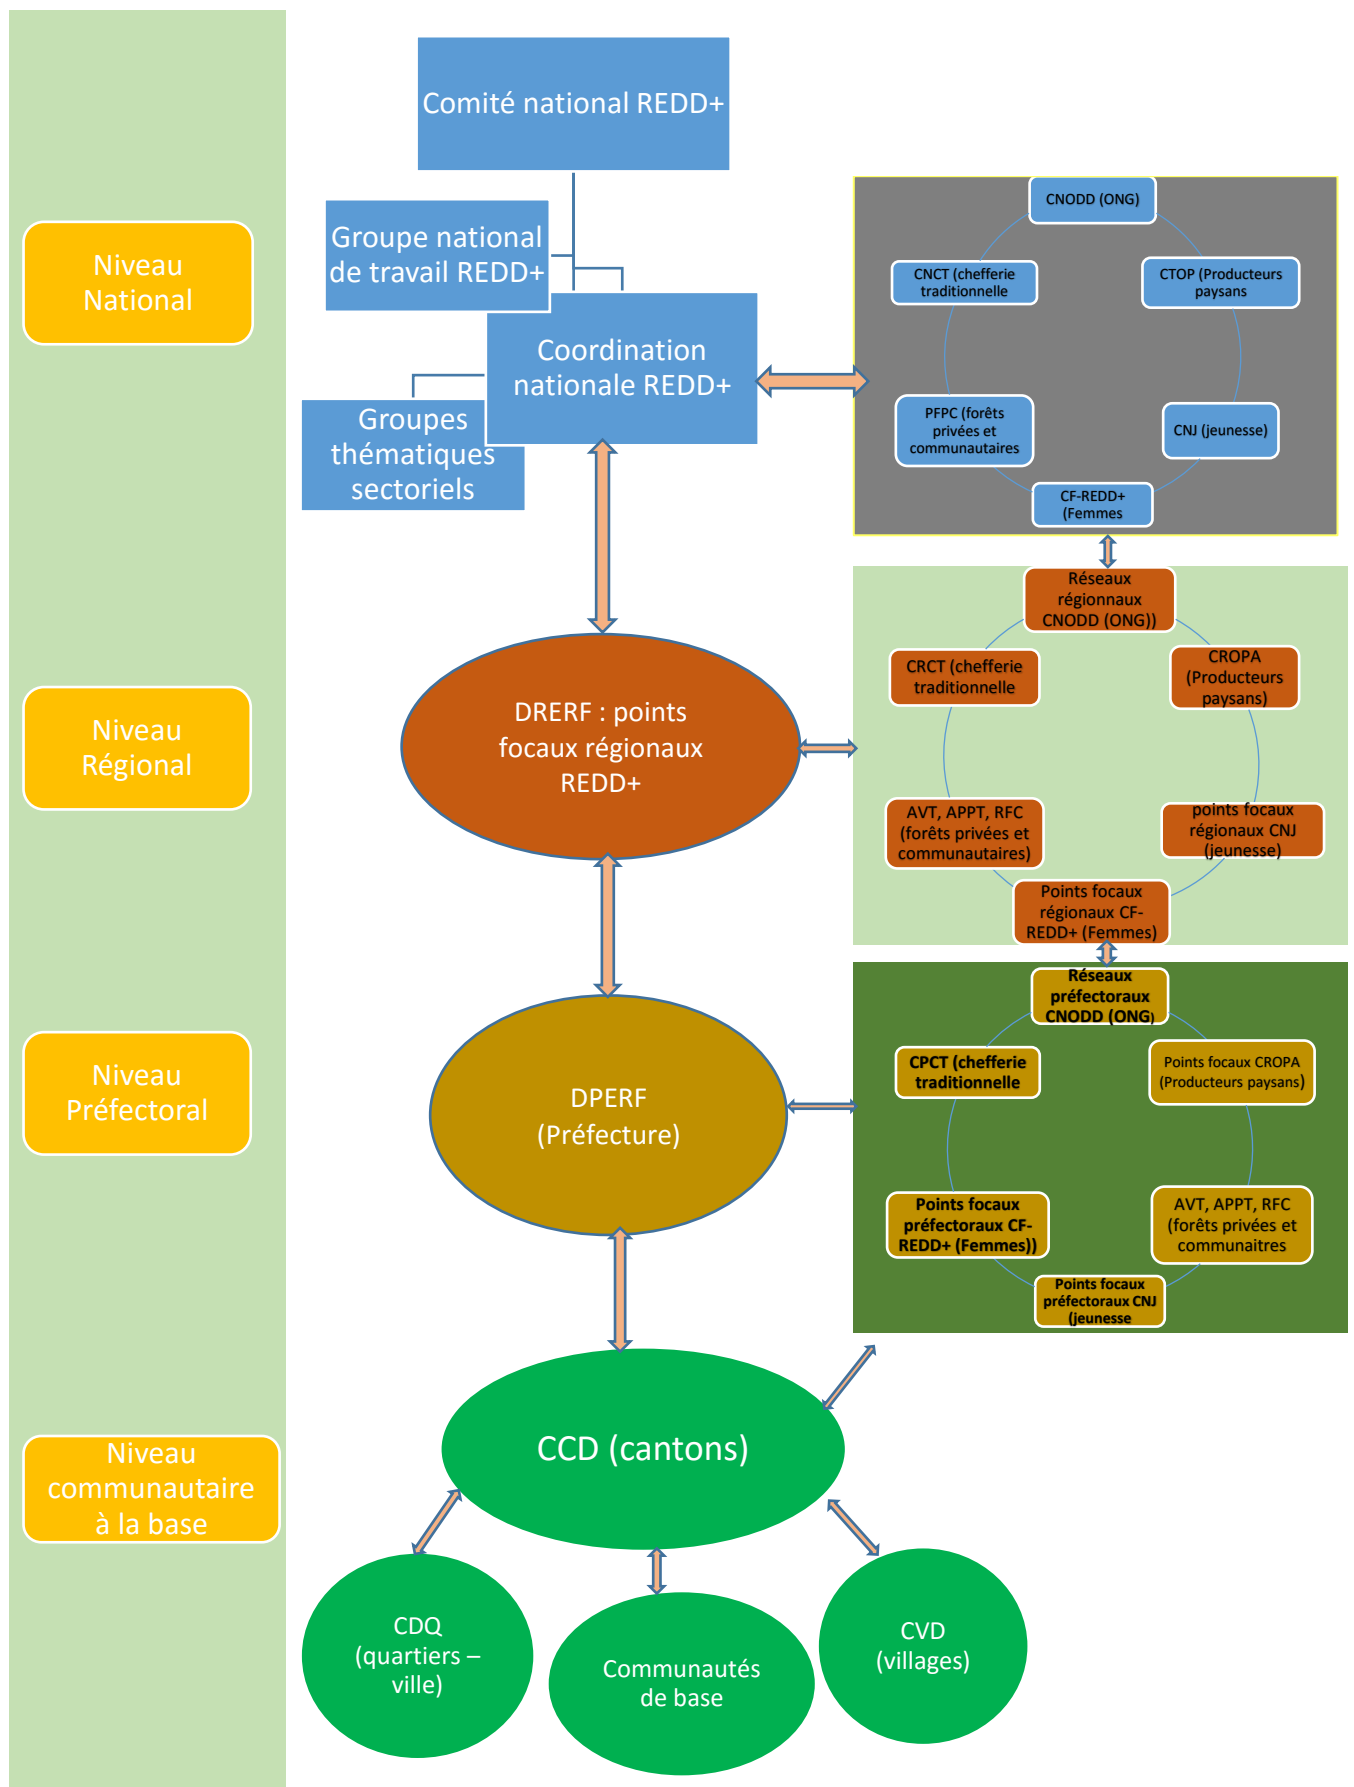 Comité national REDD+
Niveau
National
Groupe national
de travail REDD+
Coordination
nationale REDD+
Groupes
thématiques
sectoriels
CNODD (ONG)
CNCT (chefferie
traditionnelle
CTOP (Producteurs
paysans
PFPC (forêts
privées et
communautaires
CNJ (jeunesse)
CF-REDD+
(Femmes
Niveau
Régional
DRERF : points
focaux régionaux
REDD+
Réseaux
régionnaux
CNODD (ONG))
CRCT (chefferie
traditionnelle
CROPA
(Producteurs
paysans)
AVT, APPT, RFC
(forêts privées et
communautaires)
points focaux
régionaux CNJ
(jeunesse)
Points focaux
régionaux CF-
REDD+ (Femmes)
Niveau
Préfectoral
DPERF
(Préfecture)
Réseaux
préfectoraux
CNODD (ONG)
CPCT (chefferie
traditionnelle
Points focaux CROPA
(Producteurs paysans)
Points focaux
préfectoraux CF-
REDD+ (Femmes))
AVT, APPT, RFC
(forêts privées et
communaitres
Points focaux
préfectoraux CNJ
(jeunesse
Niveau
communautaire
à la base
CCD (cantons)
CDQ
(quartiers –
ville)
Communautés
de base
CVD
(villages)